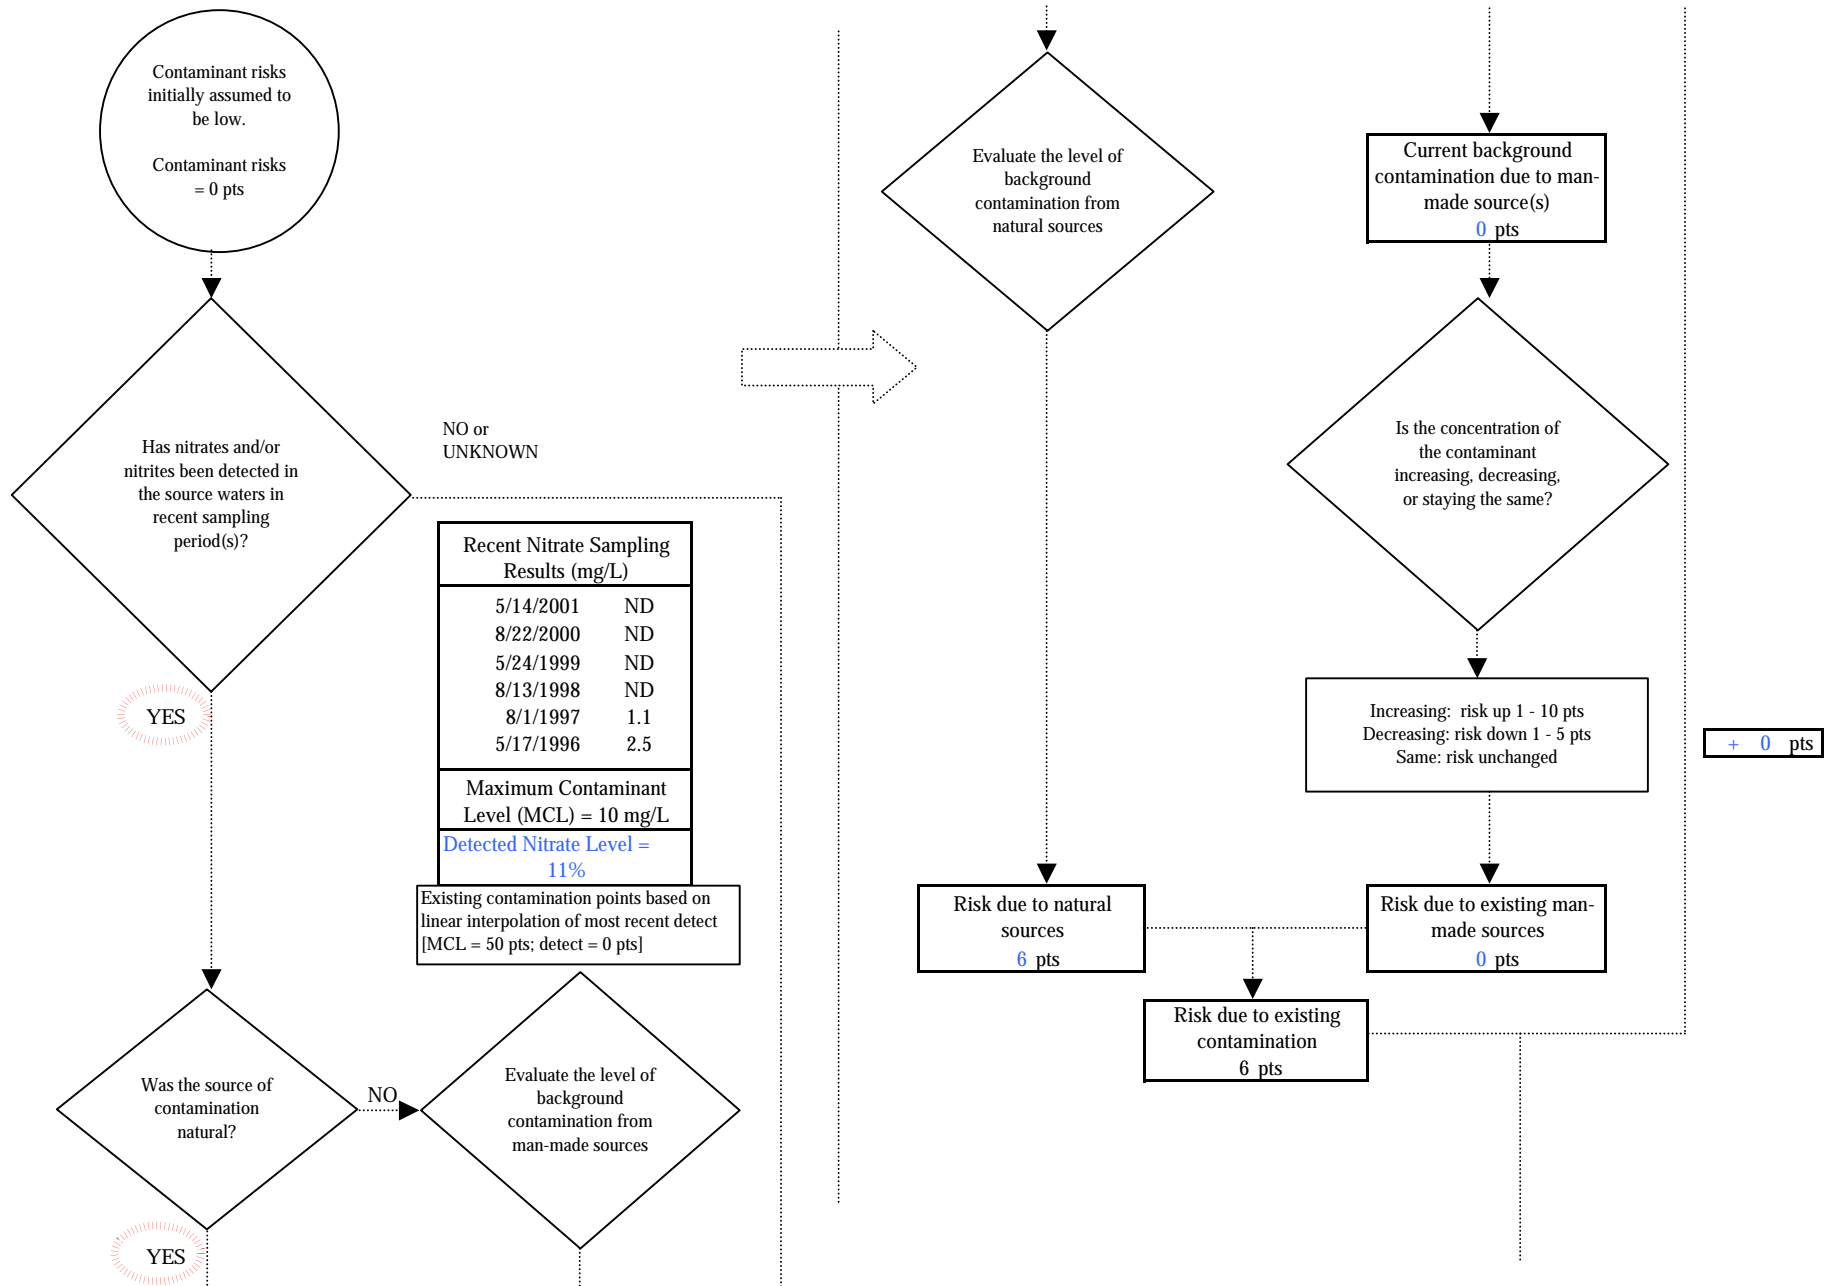 Contaminant risks
initially assumed to
be low.
Contaminant risks
= 0 pts
Has nitrates and/or
nitrites been detected in
the source waters in
recent sampling
period(s)?
NO or
UNKNOWN
YES
Recent Nitrate Sampling
Results (mg/L)
5/14/2001 ND
8/22/2000 ND
5/24/1999 ND
8/13/1998 ND
8/1/1997 1.1
5/17/1996 2.5
Maximum Contaminant
Level (MCL) = 10 mg/L
Detected Nitrate Level =
11%
Existing contamination points based on
linear interpolation of most recent detect
[MCL = 50 pts; detect = 0 pts]
Was the source of
contamination
natural?
NO
Evaluate the level of
background
contamination from
man-made sources
YES
Evaluate the level of
background
contamination from
natural sources
Current background
contamination due to man-
made source(s)
0 pts
Is the concentration of
the contaminant
increasing, decreasing,
or staying the same?
Increasing: risk up 1 - 10 pts
Decreasing: risk down 1 - 5 pts
Same: risk unchanged
+ 0 pts
Risk due to natural
sources
6 pts
Risk due to existing man-
made sources
0 pts
Risk due to existing
contamination
6 pts